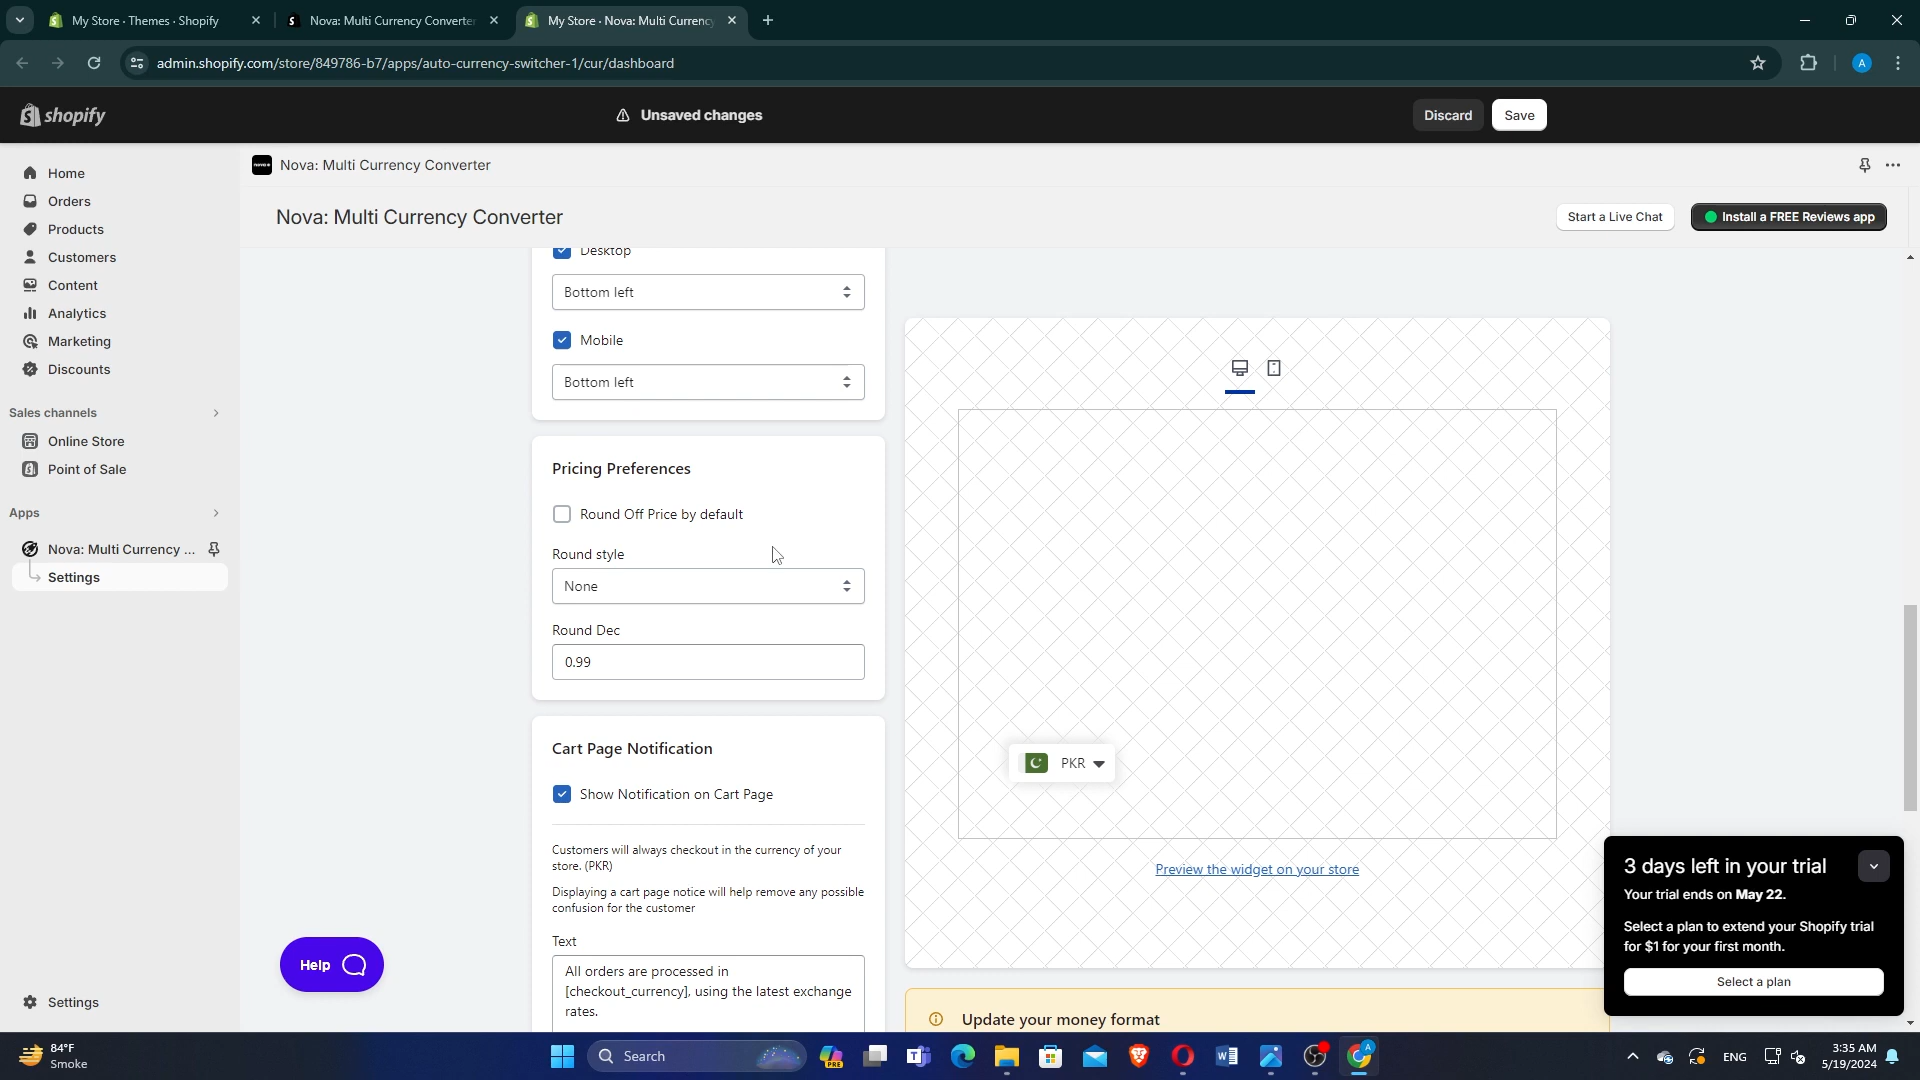 My Store · Themes · Shopify
Nova: Multi Currency Converter
My Store · Nova: Multi Currency
admin.shopify.com/store/849786-b7/apps/auto-currency-switcher-1/cur/dashboard
A
shopify
Unsaved changes
Discard
Save
Home
Orders
Products
Customers
Content
Analytics
Marketing
Discounts
Sales channels
Online Store
Point of Sale
Apps
Nova: Multi Currency ...
Settings
Settings
Nova: Multi Currency Converter
Nova: Multi Currency Converter
Start a Live Chat
Install a FREE Reviews app
Desktop
Bottom left
Mobile
Bottom left
Pricing Preferences
Round Off Price by default
Round style
None
Round Dec
0.99
Cart Page Notification
Show Notification on Cart Page
Customers will always checkout in the currency of your
store. (PKR)
Displaying a cart page notice will help remove any possible
confusion for the customer
Text
All orders are processed in
[checkout_currency], using the latest exchange
rates.
PKR
Preview the widget on your store
Update your money format
3 days left in your trial
Your trial ends on May 22.
Select a plan to extend your Shopify trial
for $1 for your first month.
Select a plan
Help
84°F
Smoke
Search
PRE
A
ENG
3:35 AM
5/19/2024